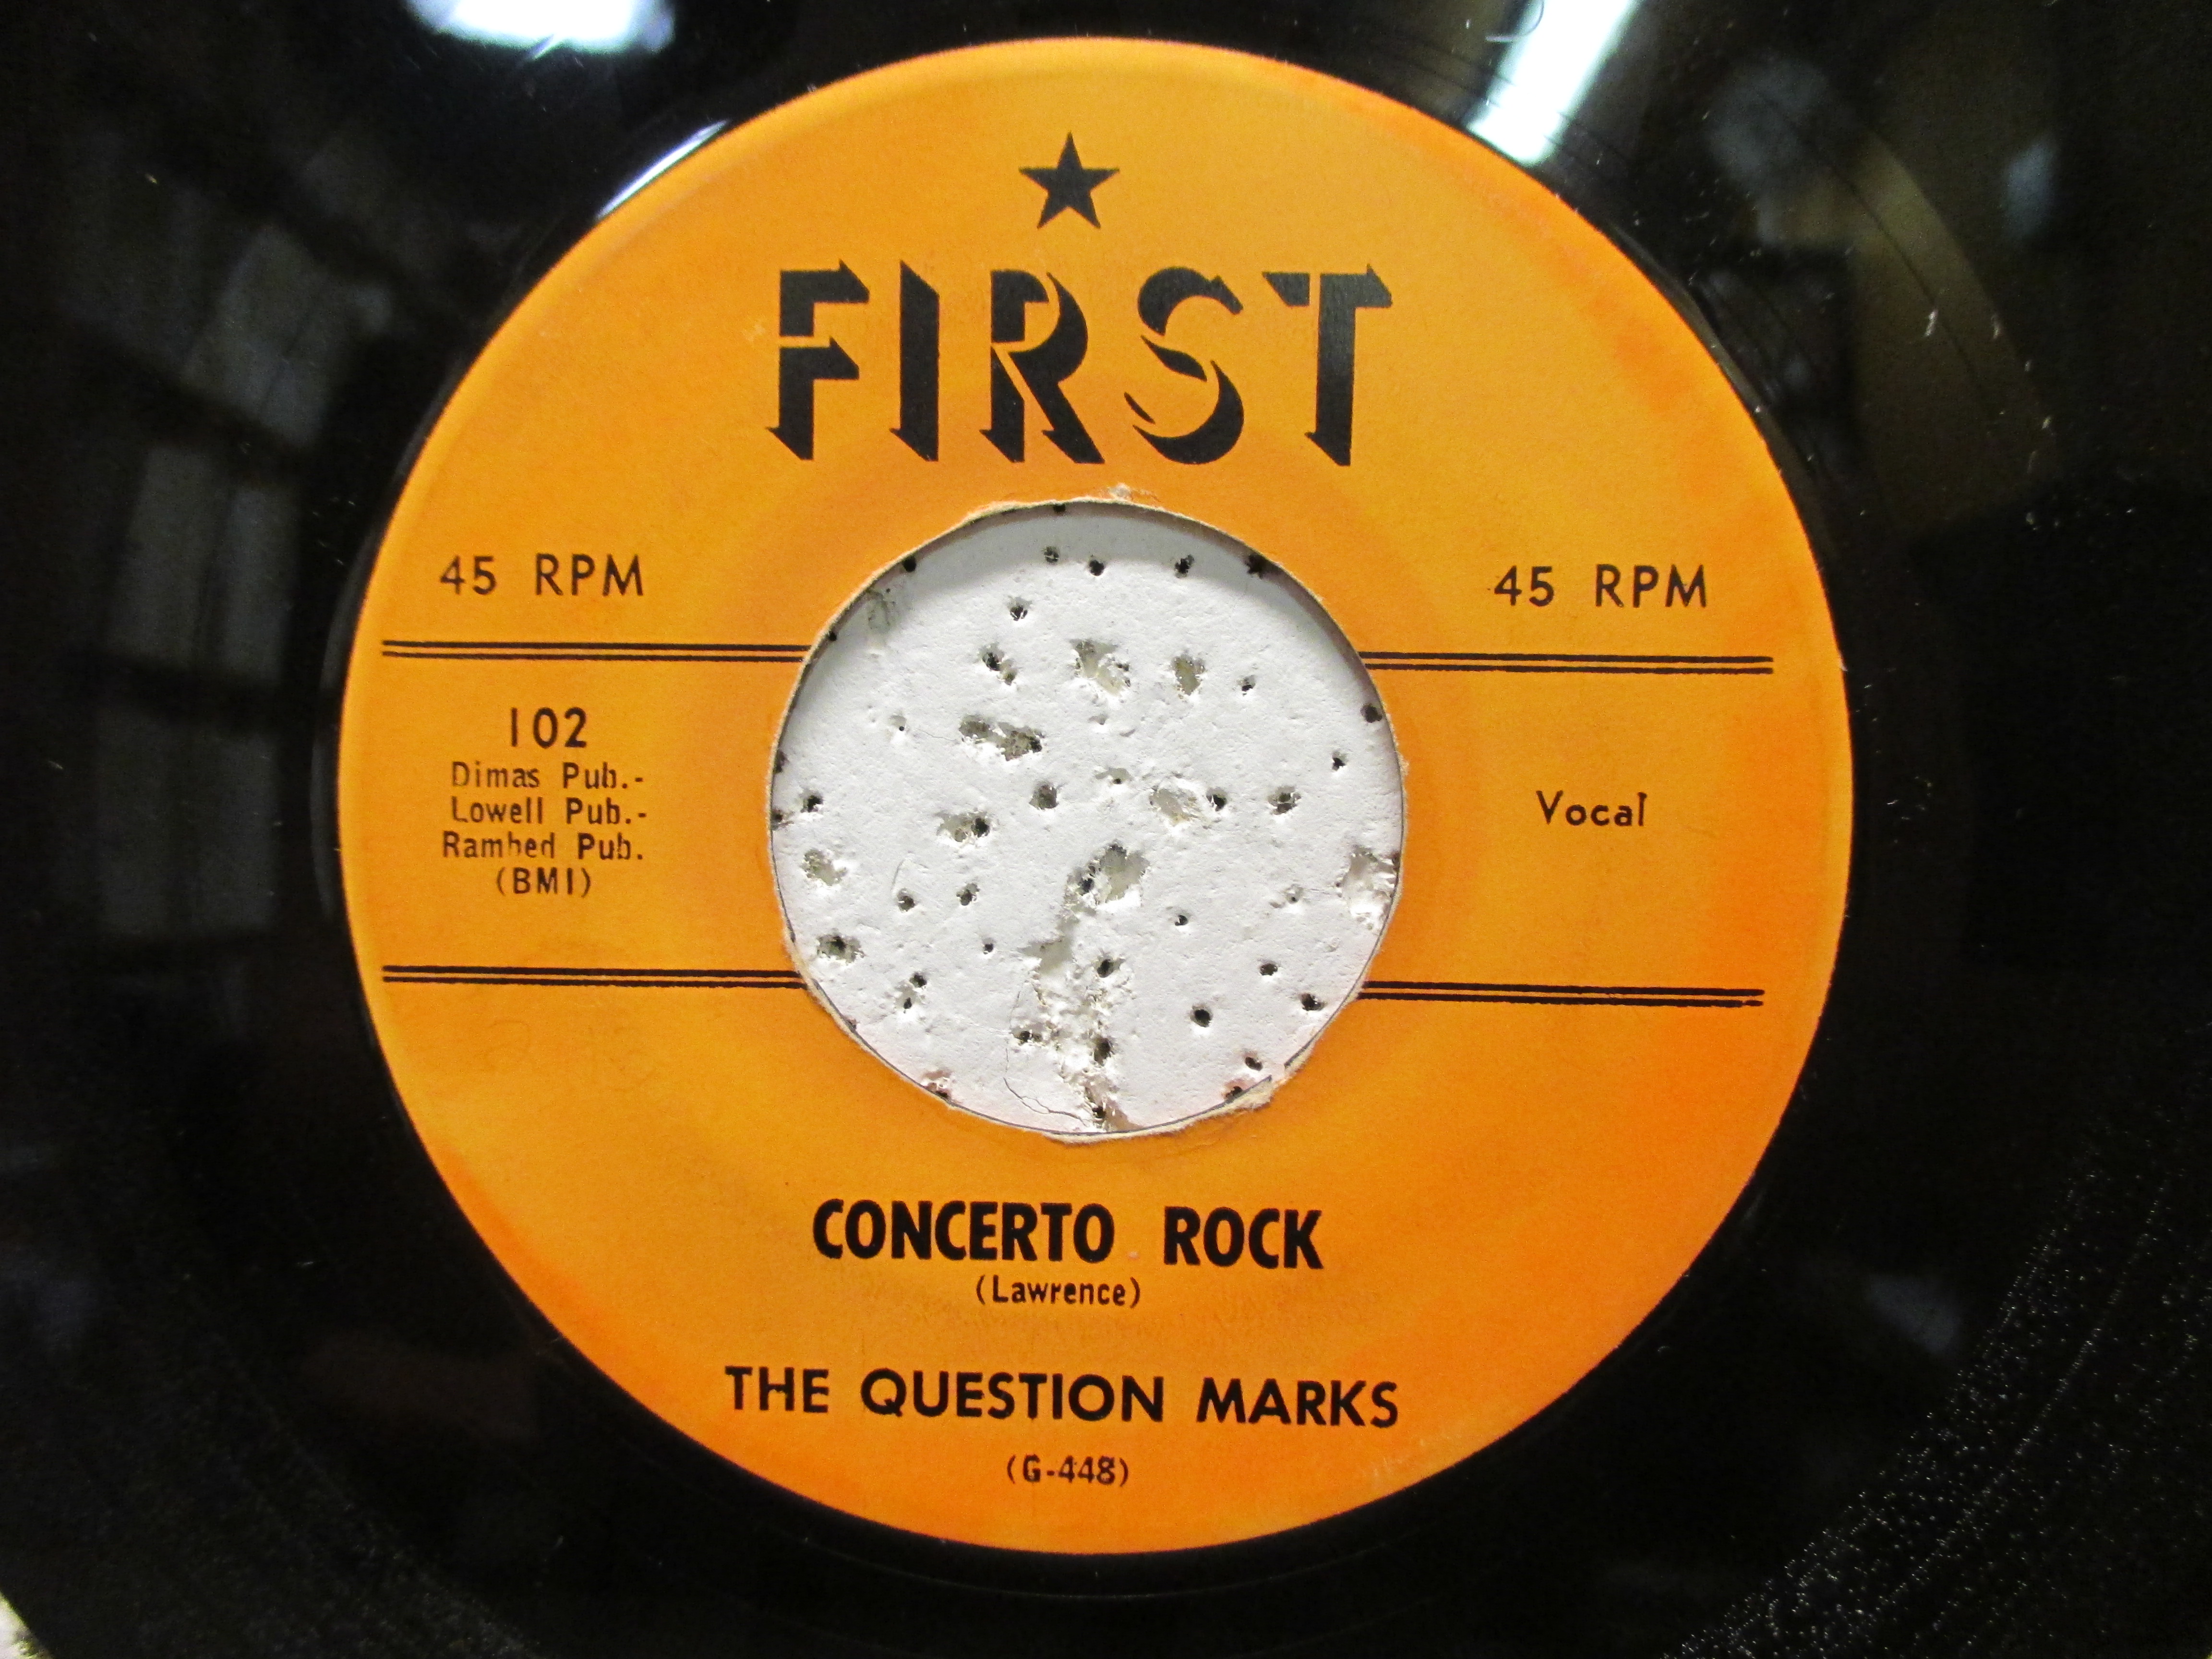 FIRST
45 RPM
45 RPM
102
Dimas Pub.-
Lowell Pub.-
Rambed Pub.
(BMI)
Vocal
CONCERTO ROCK
(Lawrence)
THE QUESTION MARKS
(G-448)